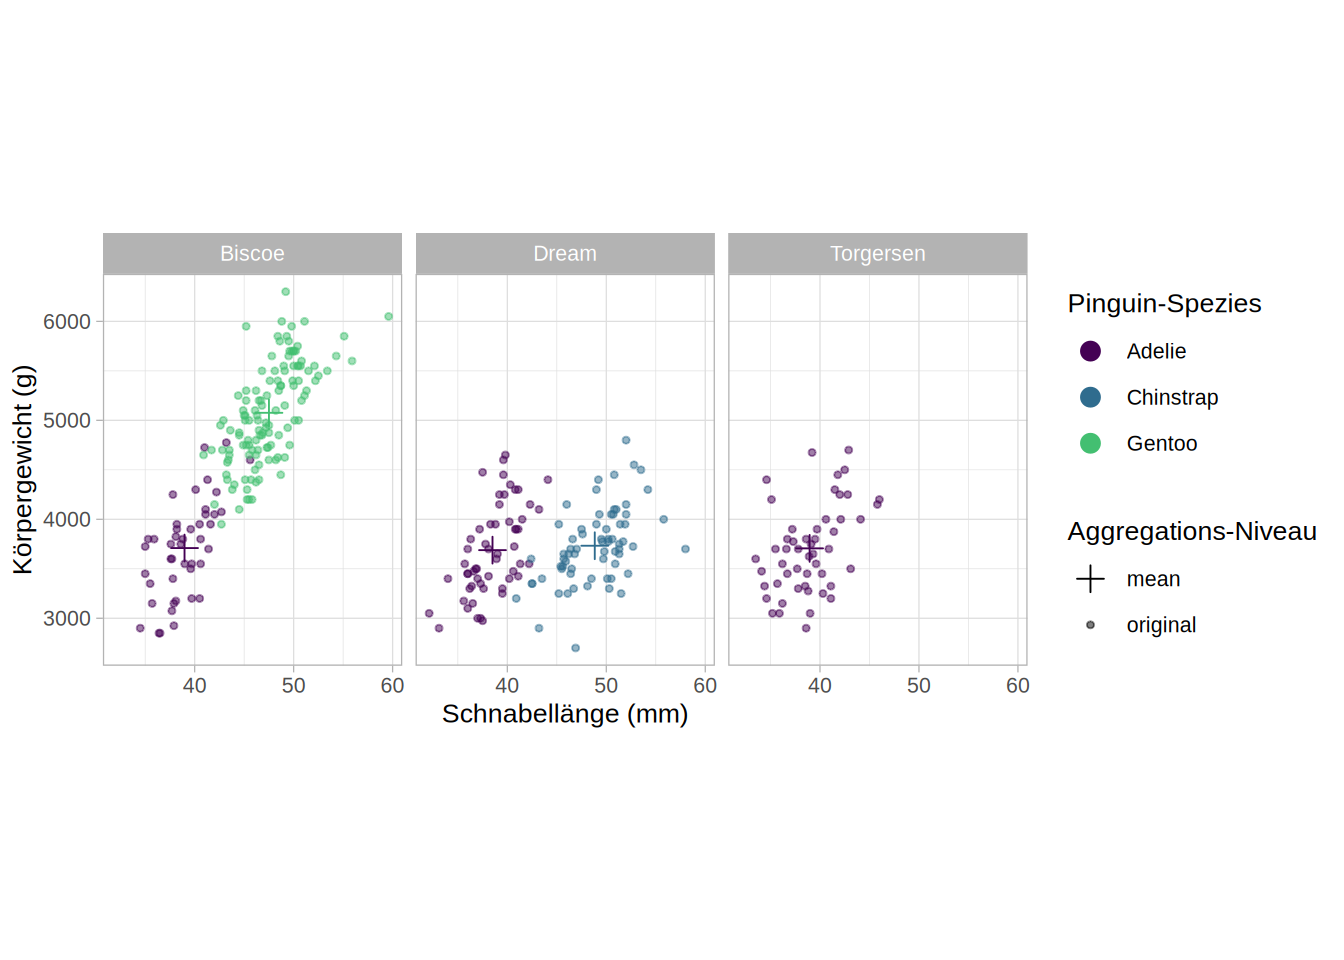 Biscoe
Dream
Torgersen
Körpergewicht (g)
6000
5000
4000
3000
40 50 60
40 50 60
40 50 60
Schnabellänge (mm)
Pinguin-Spezies
Adelie
Chinstrap
Gentoo
Aggregations-Niveau
mean
original